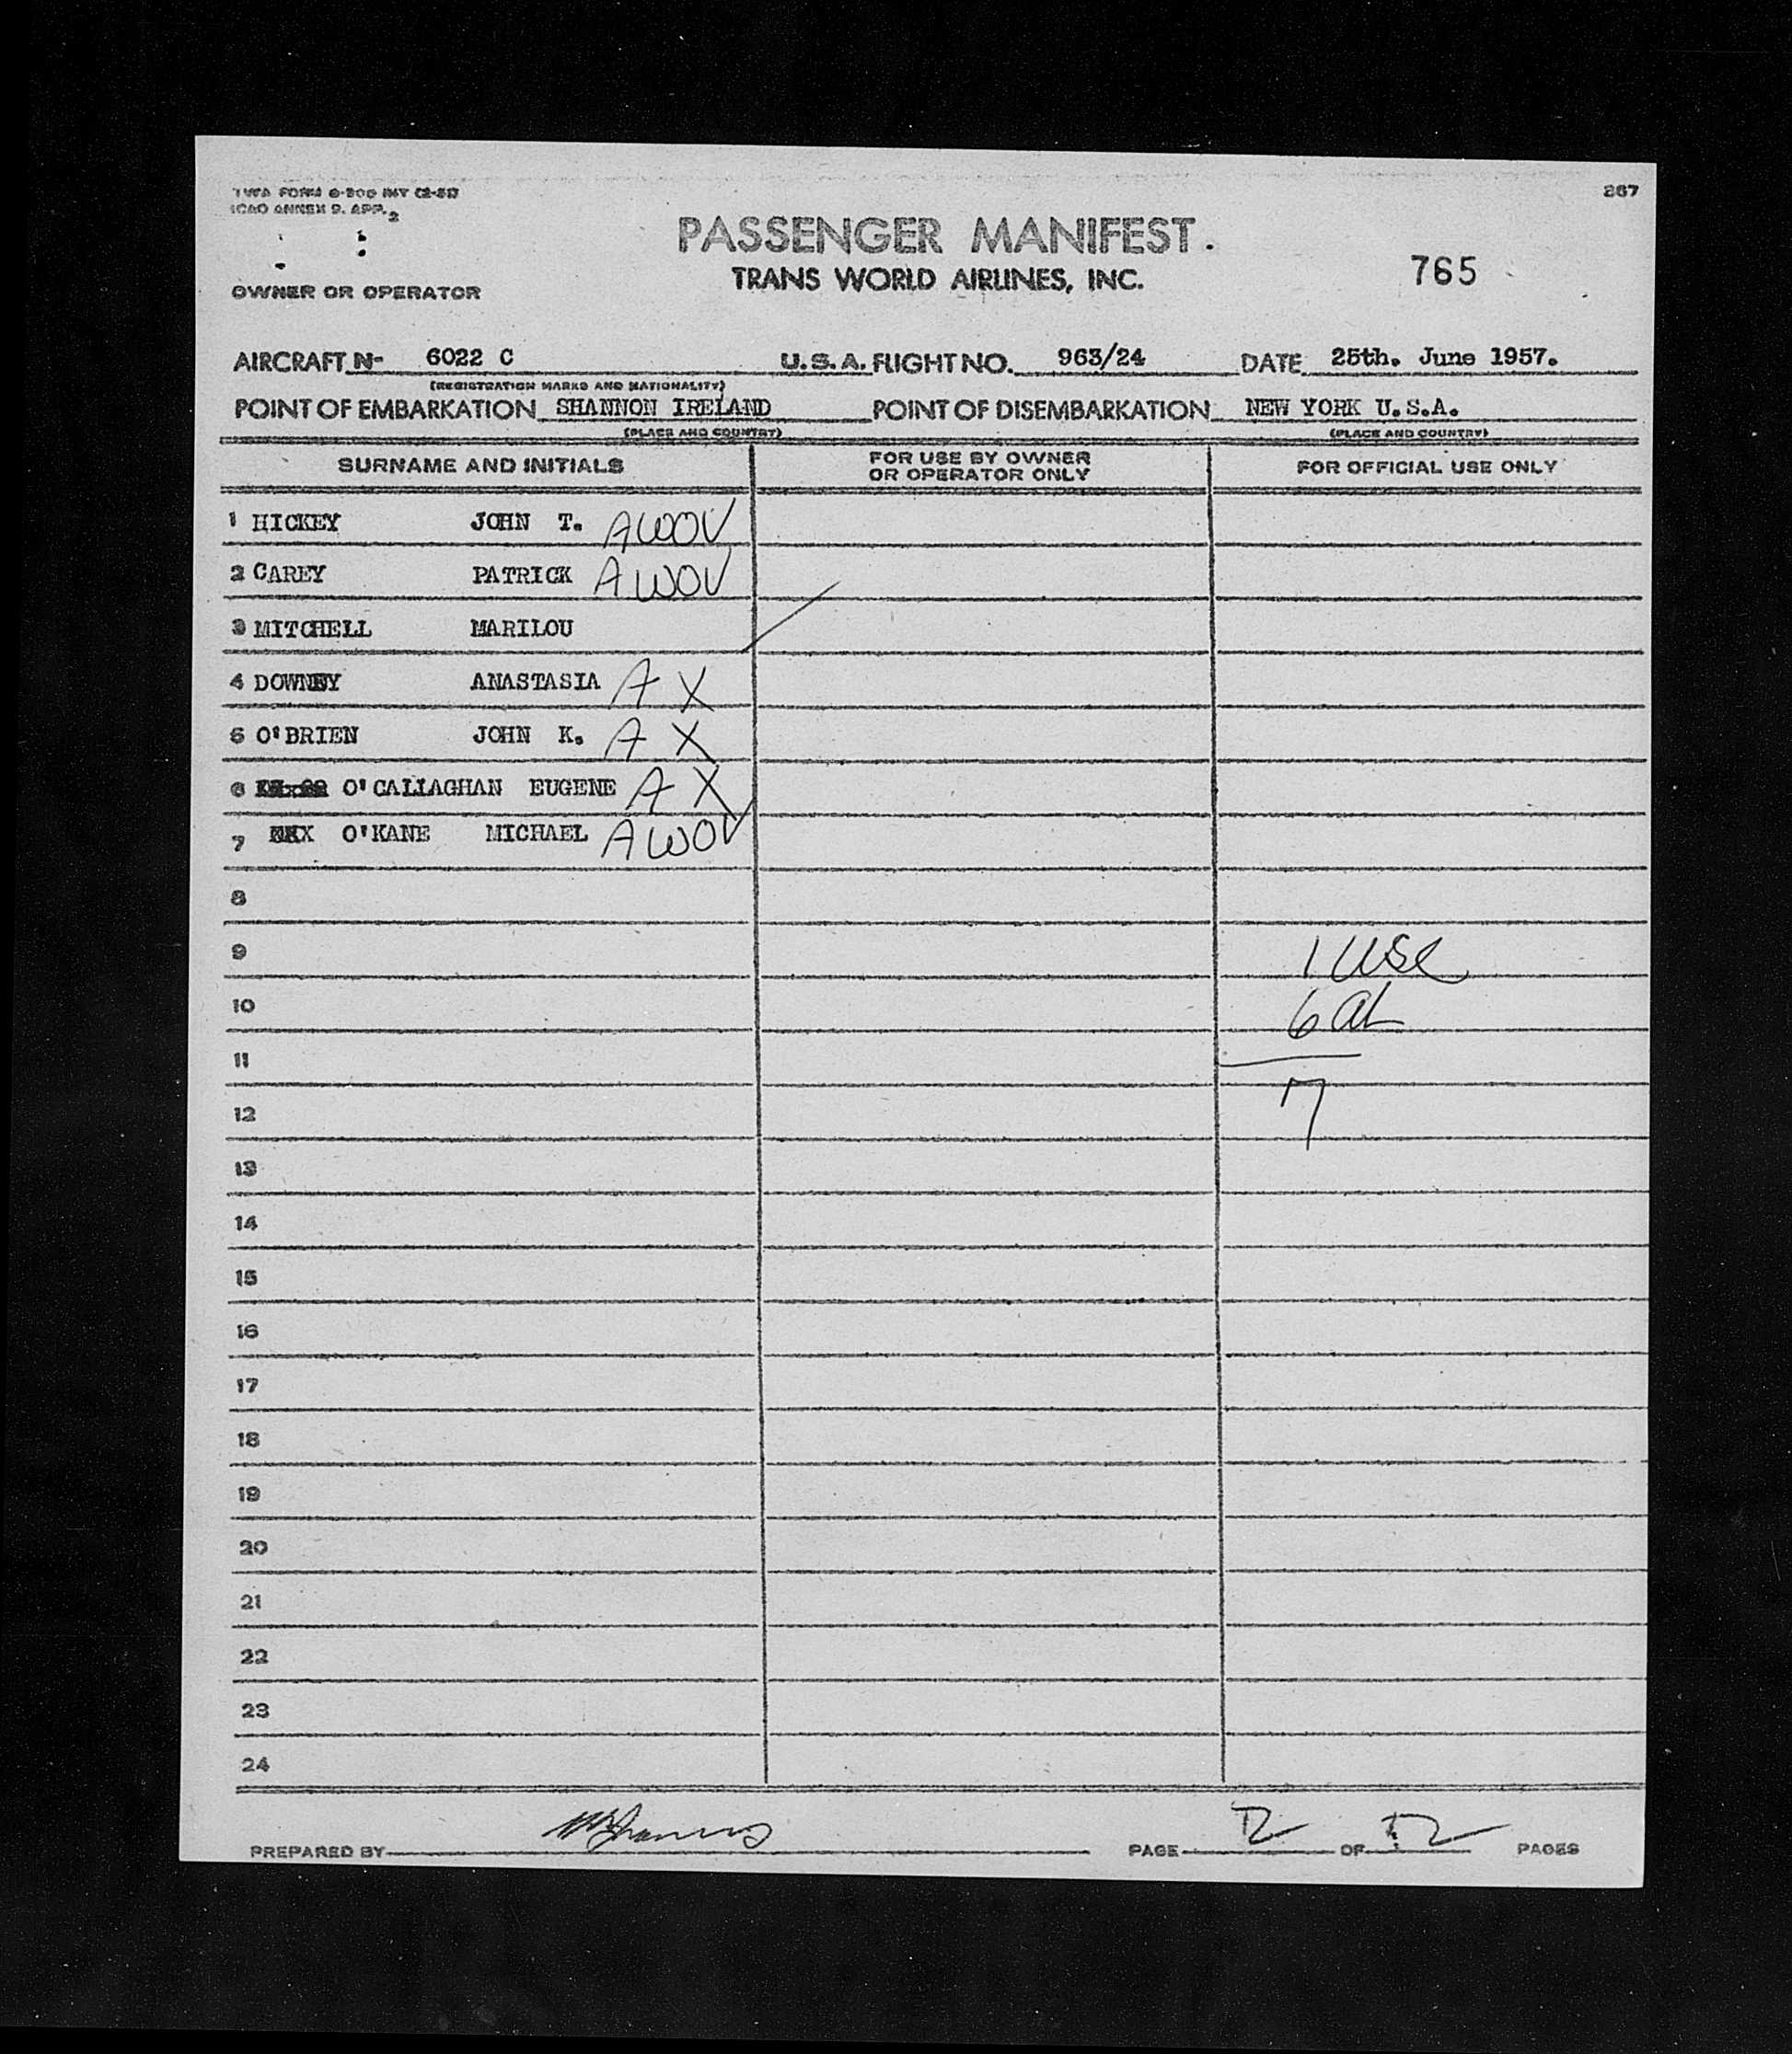 TWA FORM
ICAO ANNEX 9. APP. 2
267
PASSENGER MANIFEST.
TRANS WORLD AIRLINES, INC.
765
OWNER OR OPERATOR
AIRCRAFT N- 6022 C U.S.A. FLIGHT NO. 963/24 DATE 25th. June 1957.
(REGISTRATION MARKS AND NATIONALITY)
POINT OF EMBARKATION SHANNON IRELAND POINT OF DISEMBARKATION NEW YORK U.S.A.
(PLACE AND COUNTRY) (PLACE AND COUNTRY)
SURNAME AND INITIALS FOR USE BY OWNER OR OPERATOR ONLY FOR OFFICIAL USE ONLY
1 HICKEY JOHN T. A WOV
2 CAREY PATRICK A WOV
3 MITCHELL MARILOU
4 DOWNEY ANASTASIA A X
5 O'BRIEN JOHN K. A X
6 O'CALLAGHAN EUGENE A X
7 O'KANE MICHAEL A WOV
8
9 1 USC
10 6 al
11
12 7
13
14
15
16
17
18
19
20
21
22
23
24
PREPARED BY PAGE OF PAGES